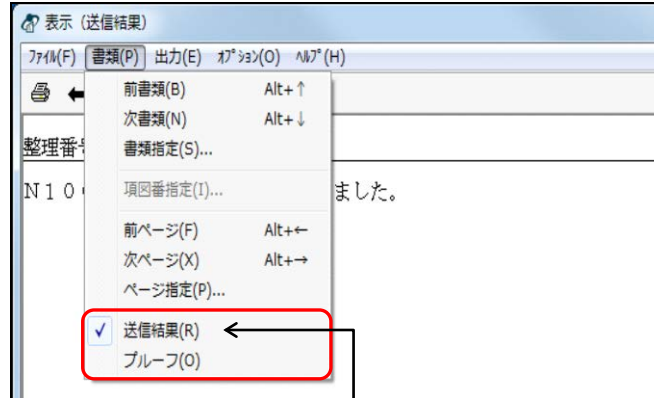 表示（送信結果）
ﾌｧｲﾙ(F) 書類(P) 出力(E) ｵﾌﾟｼｮﾝ(O) ﾍﾙﾌﾟ(H)
前書類(B) Alt+↑
次書類(N) Alt+↓
整理番
書類指定(S)...
Ｎ１０ 項図番指定(I)... ました。
前ページ(F) Alt+←
次ページ(X) Alt+→
ページ指定(P)...
✓ 送信結果(R)
プルーフ(O)